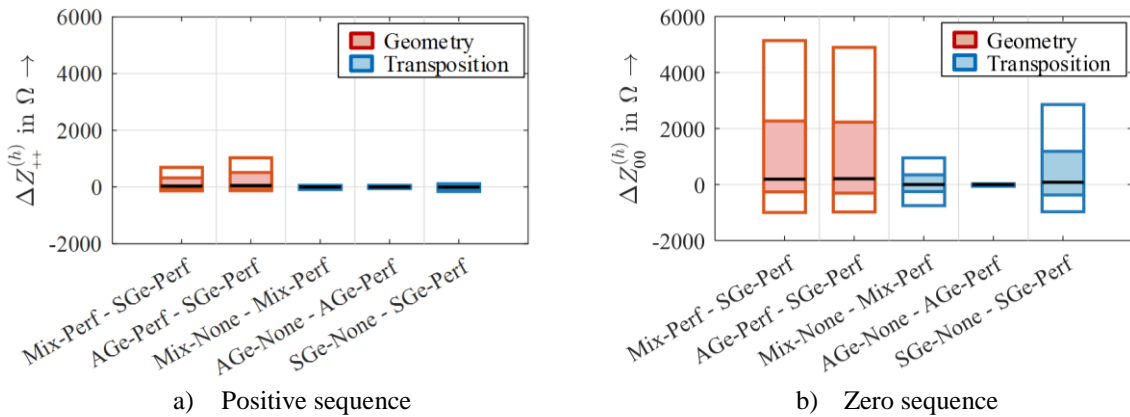 6000
4000
2000
0
-2000
ΔZ₊₊⁽ʰ⁾ in Ω →
Geometry
Transposition
Mix-Perf - SGe-Perf
AGe-Perf - SGe-Perf
Mix-None - Mix-Perf
AGe-None - AGe-Perf
SGe-None - SGe-Perf
a) Positive sequence
6000
4000
2000
0
-2000
ΔZ₀₀⁽ʰ⁾ in Ω →
Geometry
Transposition
Mix-Perf - SGe-Perf
AGe-Perf - SGe-Perf
Mix-None - Mix-Perf
AGe-None - AGe-Perf
SGe-None - SGe-Perf
b) Zero sequence